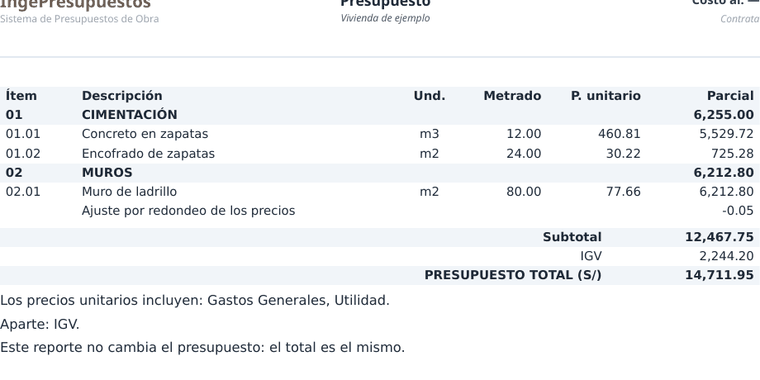 IngePresupuestos Presupuesto Costo al: —
Sistema de Presupuestos de Obra Vivienda de ejemplo Contrata
Ítem Descripción Und. Metrado P. unitario Parcial
01 CIMENTACIÓN 6,255.00
01.01 Concreto en zapatas m3 12.00 460.81 5,529.72
01.02 Encofrado de zapatas m2 24.00 30.22 725.28
02 MUROS 6,212.80
02.01 Muro de ladrillo m2 80.00 77.66 6,212.80
Ajuste por redondeo de los precios -0.05
Subtotal 12,467.75
IGV 2,244.20
PRESUPUESTO TOTAL (S/) 14,711.95
Los precios unitarios incluyen: Gastos Generales, Utilidad.
Aparte: IGV.
Este reporte no cambia el presupuesto: el total es el mismo.